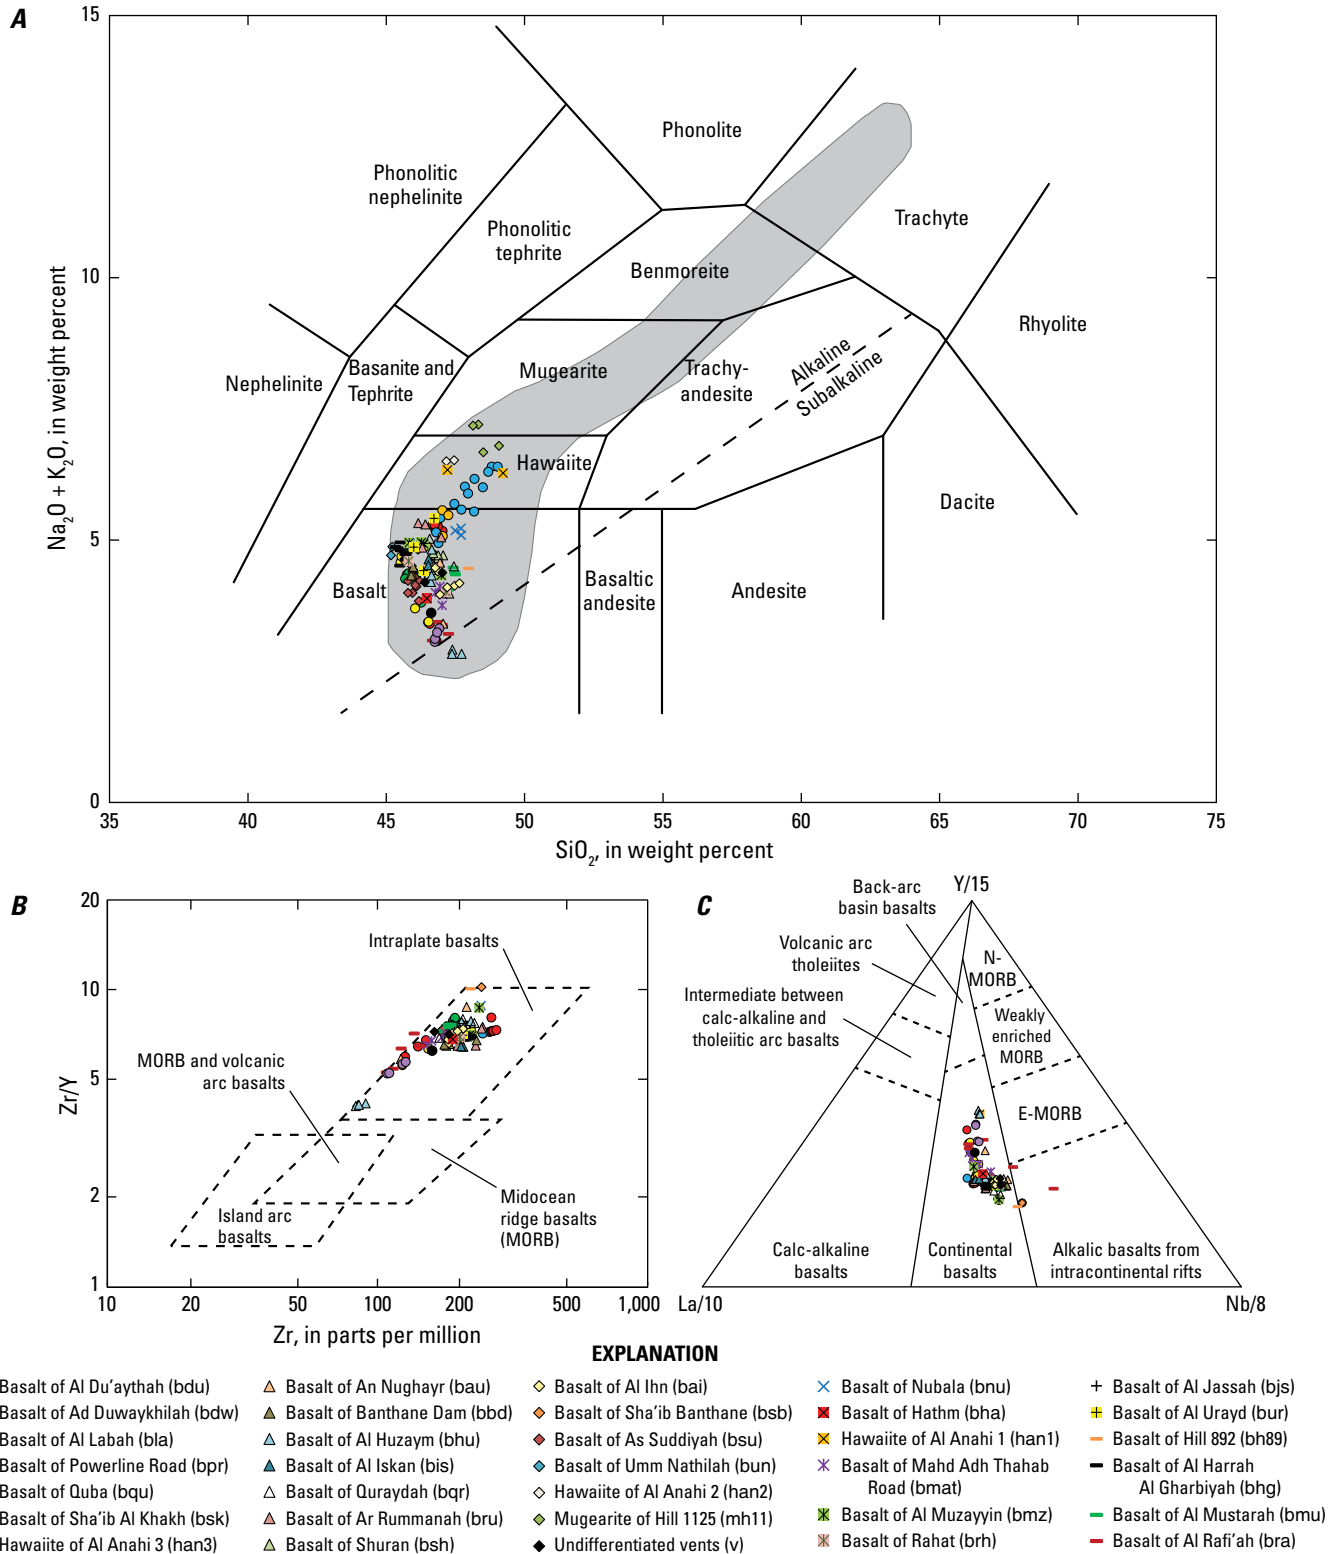 A
15
10
5
0
Na2O + K2O, in weight percent
35
40
45
50
55
60
65
70
75
SiO2, in weight percent
Phonolite
Phonolitic
nephelinite
Phonolitic
tephrite
Trachyte
Benmoreite
Rhyolite
Nephelinite
Basanite and
Tephrite
Mugearite
Trachy-
andesite
Alkaline
Subalkaline
Hawaiite
Dacite
Basalt
Basaltic
andesite
Andesite
B
20
10
5
2
1
Zr/Y
10
20
50
100
200
500
1,000
Zr, in parts per million
Intraplate basalts
MORB and volcanic
arc basalts
Island arc
basalts
Midocean
ridge basalts
(MORB)
C
Y/15
Back-arc
basin basalts
Volcanic arc
tholeiites
Intermediate between
calc-alkaline and
tholeiitic arc basalts
N-
MORB
Weakly
enriched
MORB
E-MORB
Calc-alkaline
basalts
Continental
basalts
Alkalic basalts from
intracontinental rifts
La/10
Nb/8
EXPLANATION
Basalt of Al Du'aythah (bdu)
Basalt of Ad Duwaykhilah (bdw)
Basalt of Al Labah (bla)
Basalt of Powerline Road (bpr)
Basalt of Quba (bqu)
Basalt of Sha'ib Al Khakh (bsk)
Hawaiite of Al Anahi 3 (han3)
Basalt of An Nughayr (bau)
Basalt of Banthane Dam (bbd)
Basalt of Al Huzaym (bhu)
Basalt of Al Iskan (bis)
Basalt of Quraydah (bqr)
Basalt of Ar Rummanah (bru)
Basalt of Shuran (bsh)
Basalt of Al Ihn (bai)
Basalt of Sha'ib Banthane (bsb)
Basalt of As Suddiyah (bsu)
Basalt of Umm Nathilah (bun)
Hawaiite of Al Anahi 2 (han2)
Mugearite of Hill 1125 (mh11)
Undifferentiated vents (v)
Basalt of Nubala (bnu)
Basalt of Hathm (bha)
Hawaiite of Al Anahi 1 (han1)
Basalt of Mahd Adh Thahab
Road (bmat)
Basalt of Al Muzayyin (bmz)
Basalt of Rahat (brh)
Basalt of Al Jassah (bjs)
Basalt of Al Urayd (bur)
Basalt of Hill 892 (bh89)
Basalt of Al Harrah
Al Gharbiyah (bhg)
Basalt of Al Mustarah (bmu)
Basalt of Al Rafi'ah (bra)